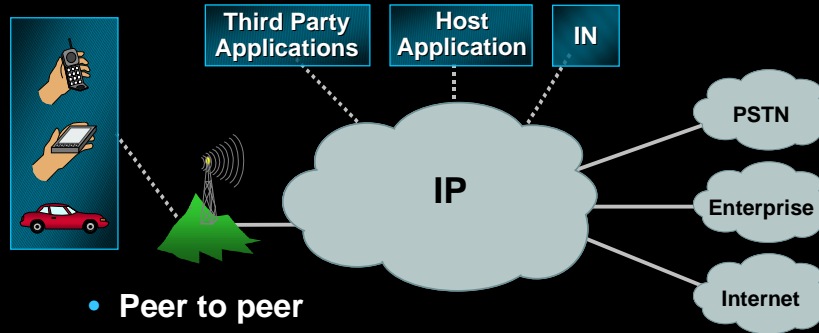 Third Party
Applications
Host
Application
IN
PSTN
IP
Enterprise
Internet
• Peer to peer